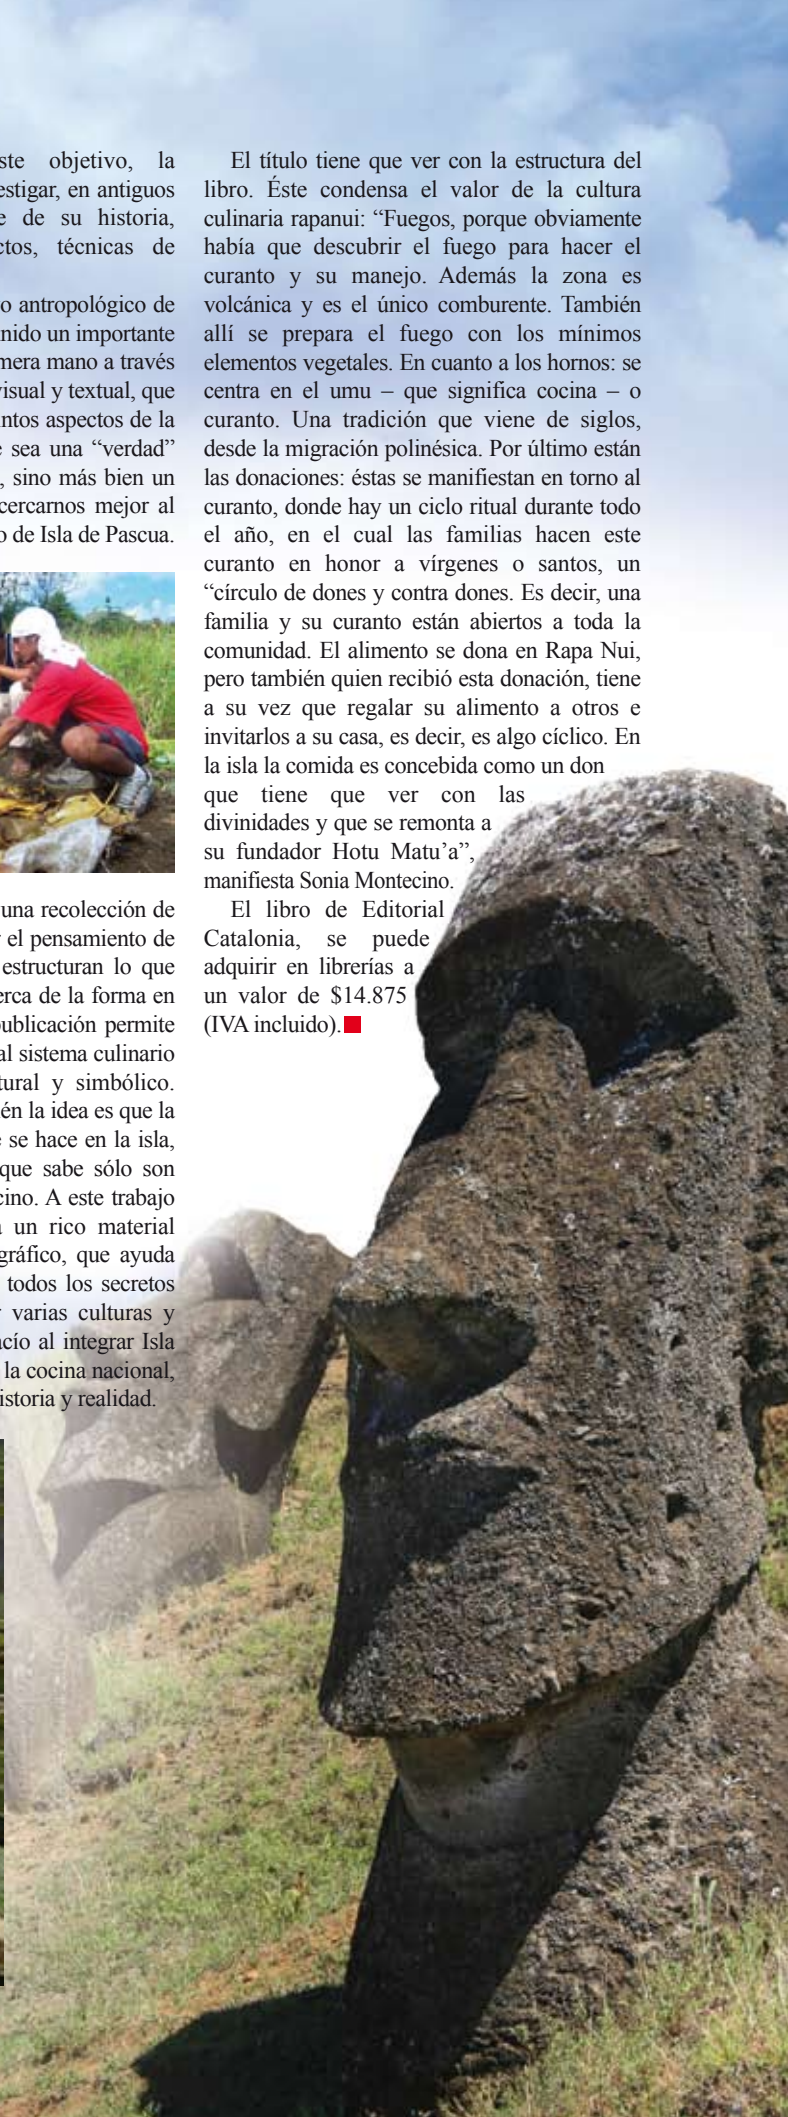 ste objetivo, la
estigar, en antiguos
e de su historia,
ctos, técnicas de
o antropológico de
nido un importante
mera mano a través
visual y textual, que
intos aspectos de la
e sea una “verdad”
, sino más bien un
cercarnos mejor al
o de Isla de Pascua.
una recolección de
r el pensamiento de
estructuran lo que
erca de la forma en
publicación permite
al sistema culinario
tural y simbólico.
én la idea es que la
e se hace en la isla,
que sabe sólo son
cino. A este trabajo
a un rico material
gráfico, que ayuda
todos los secretos
y varias culturas y
acío al integrar Isla
la cocina nacional,
istoria y realidad.
El título tiene que ver con la estructura del
libro. Éste condensa el valor de la cultura
culinaria rapanui: “Fuegos, porque obviamente
había que descubrir el fuego para hacer el
curanto y su manejo. Además la zona es
volcánica y es el único comburente. También
allí se prepara el fuego con los mínimos
elementos vegetales. En cuanto a los hornos: se
centra en el umu – que significa cocina – o
curanto. Una tradición que viene de siglos,
desde la migración polinésica. Por último están
las donaciones: éstas se manifiestan en torno al
curanto, donde hay un ciclo ritual durante todo
el año, en el cual las familias hacen este
curanto en honor a vírgenes o santos, un
“círculo de dones y contra dones. Es decir, una
familia y su curanto están abiertos a toda la
comunidad. El alimento se dona en Rapa Nui,
pero también quien recibió esta donación, tiene
a su vez que regalar su alimento a otros e
invitarlos a su casa, es decir, es algo cíclico. En
la isla la comida es concebida como un don
que tiene que ver con las
divinidades y que se remonta a
su fundador Hotu Matu’a”,
manifiesta Sonia Montecino.
El libro de Editorial
Catalonia, se puede
adquirir en librerías a
un valor de $14.875
(IVA incluido).